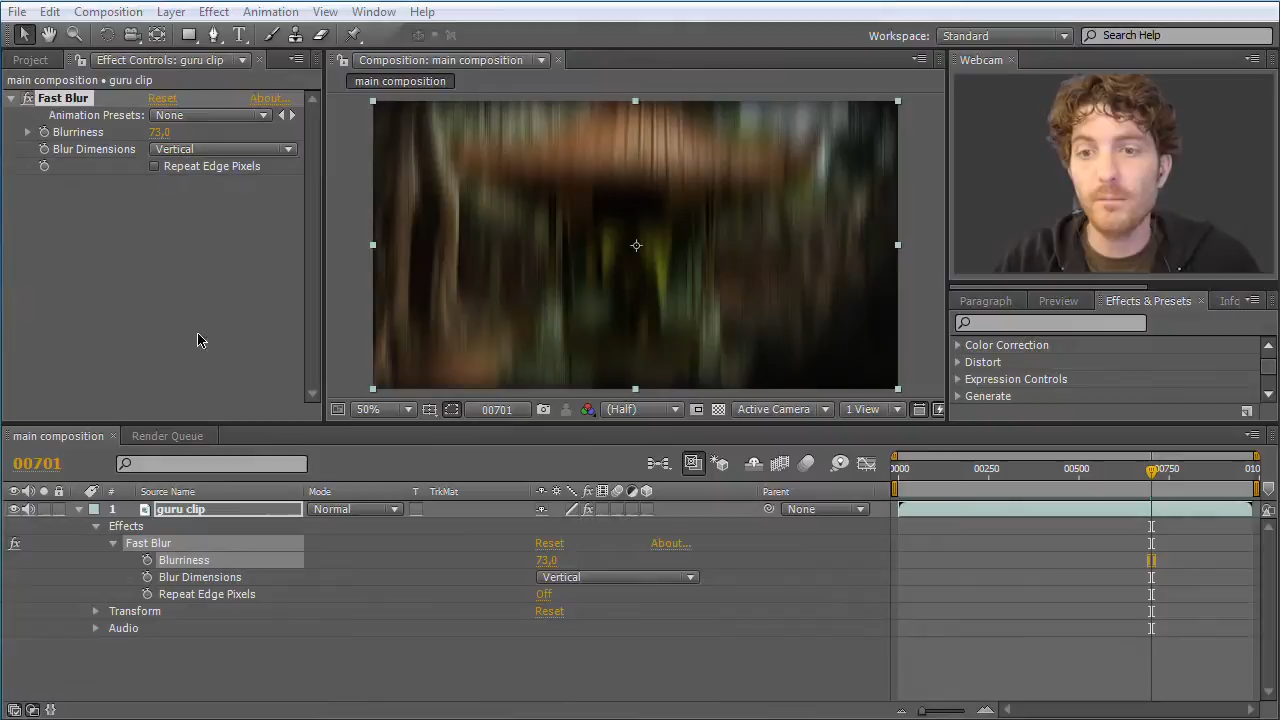 File Edit Composition Layer Effect Animation View Window Help
Workspace: Standard Search Help
Project Effect Controls: guru clip Composition: main composition Webcam
main composition • guru clip main composition
fx Fast Blur Reset About...
Animation Presets: None
Blurriness 73,0
Blur Dimensions Vertical
Repeat Edge Pixels
Paragraph Preview Effects & Presets Info
Color Correction
Distort
Expression Controls
Generate
50% 00701 (Half) Active Camera 1 View
main composition Render Queue
00701
0000 00250 00500 00750 010
# Source Name Mode T TrkMat fx Parent
1 guru clip Normal fx None
Effects
fx Fast Blur Reset About...
Blurriness 73,0
Blur Dimensions Vertical
Repeat Edge Pixels Off
Transform Reset
Audio